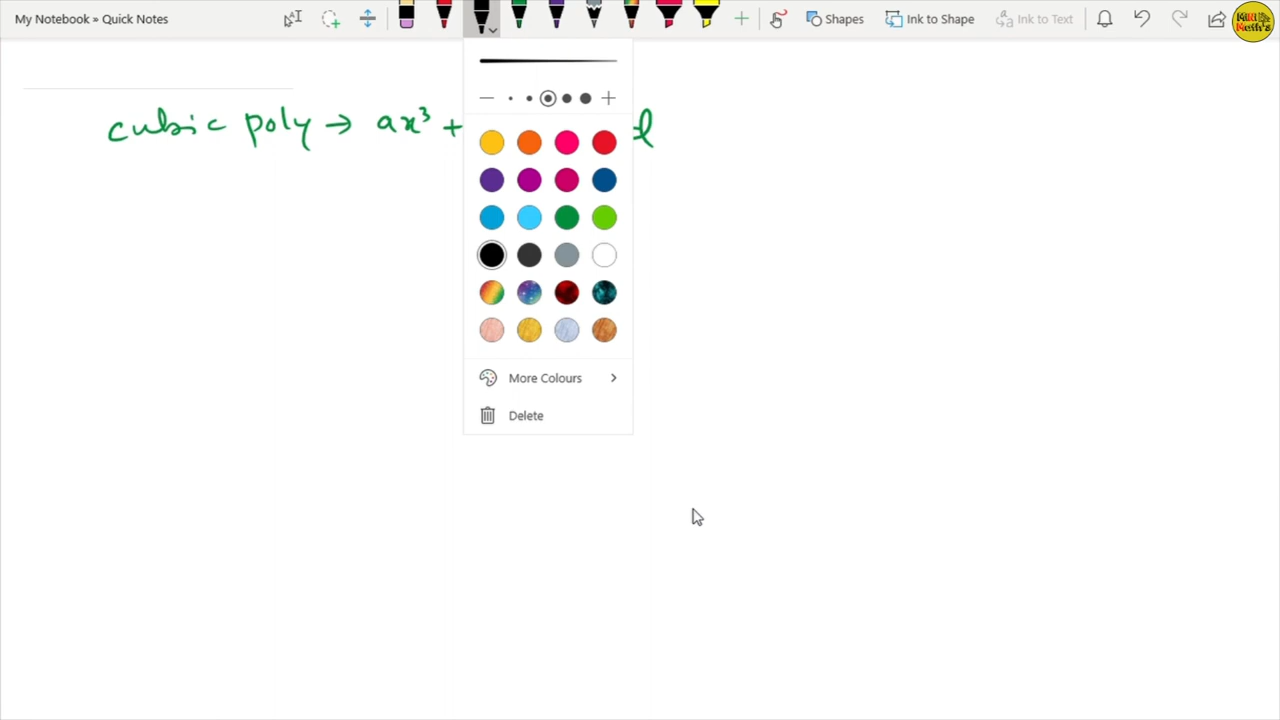 My Notebook » Quick Notes
Shapes
Ink to Shape
Ink to Text
cubic poly → ax³ + d
More Colours
Delete